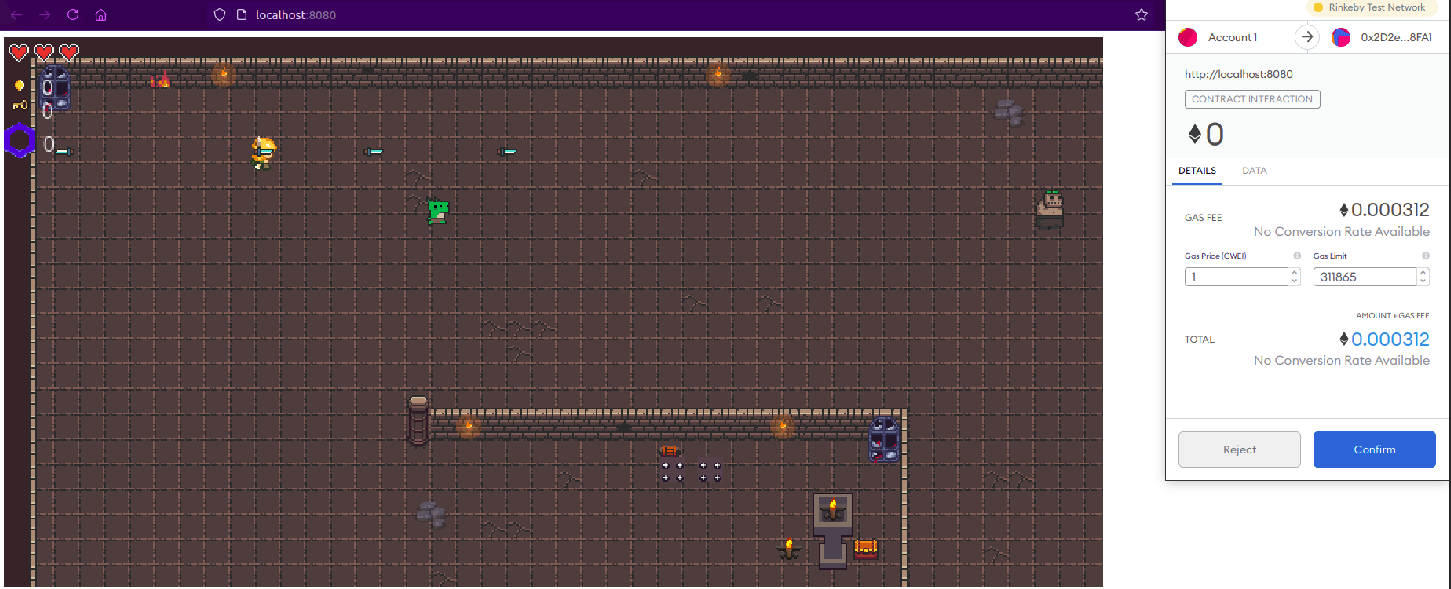 localhost:8080
Rinkeby Test Network
Account 1
0x2D2e...8FA1
http://localhost:8080
CONTRACT INTERACTION
0
DETAILS
DATA
GAS FEE
0.000312
No Conversion Rate Available
Gas Price (GWEI)
Gas Limit
1
311865
AMOUNT + GAS FEE
TOTAL
0.000312
No Conversion Rate Available
Reject
Confirm
0
0
0